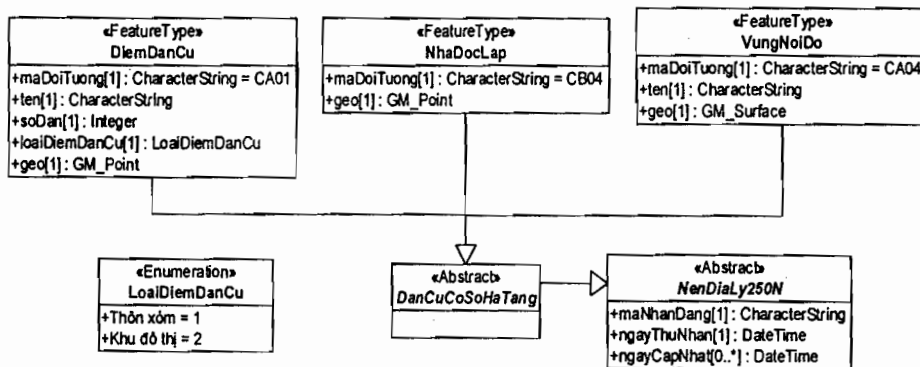 «FeatureType»
DiemDanCu
+maDoiTuong[1] : CharacterString = CA01
+ten[1] : CharacterString
+soDan[1] : Integer
+loaiDiemDanCu[1] : LoaiDiemDanCu
+geo[1] : GM_Point
«FeatureType»
NhaDocLap
+maDoiTuong[1] : CharacterString = CB04
+geo[1] : GM_Point
«FeatureType»
VungNoiDo
+maDoiTuong[1] : CharacterString = CA04
+ten[1] : CharacterString
+geo[1] : GM_Surface
«Enumeration»
LoaiDiemDanCu
+Thôn xóm = 1
+Khu đô thị = 2
«Abstract»
DanCuCoSoHaTang
«Abstract»
NenDiaLy250N
+maNhanDang[1] : CharacterString
+ngayThuNhan[1] : DateTime
+ngayCapNhat[0..*] : DateTime